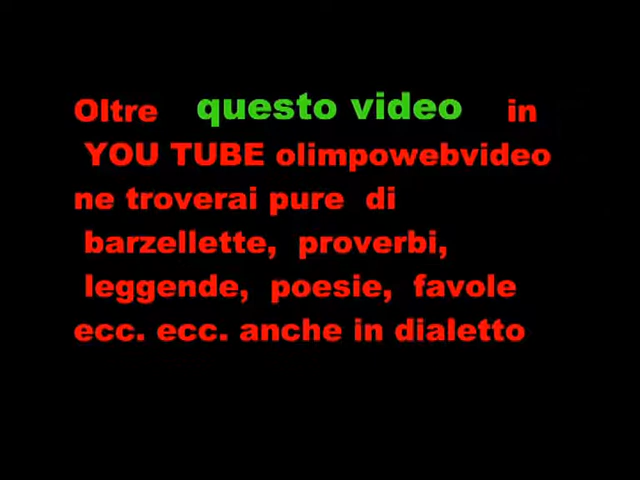 Oltre questo video in
YOU TUBE olimpowebvideo
ne troverai pure di
barzellette, proverbi,
leggende, poesie, favole
ecc. ecc. anche in dialetto